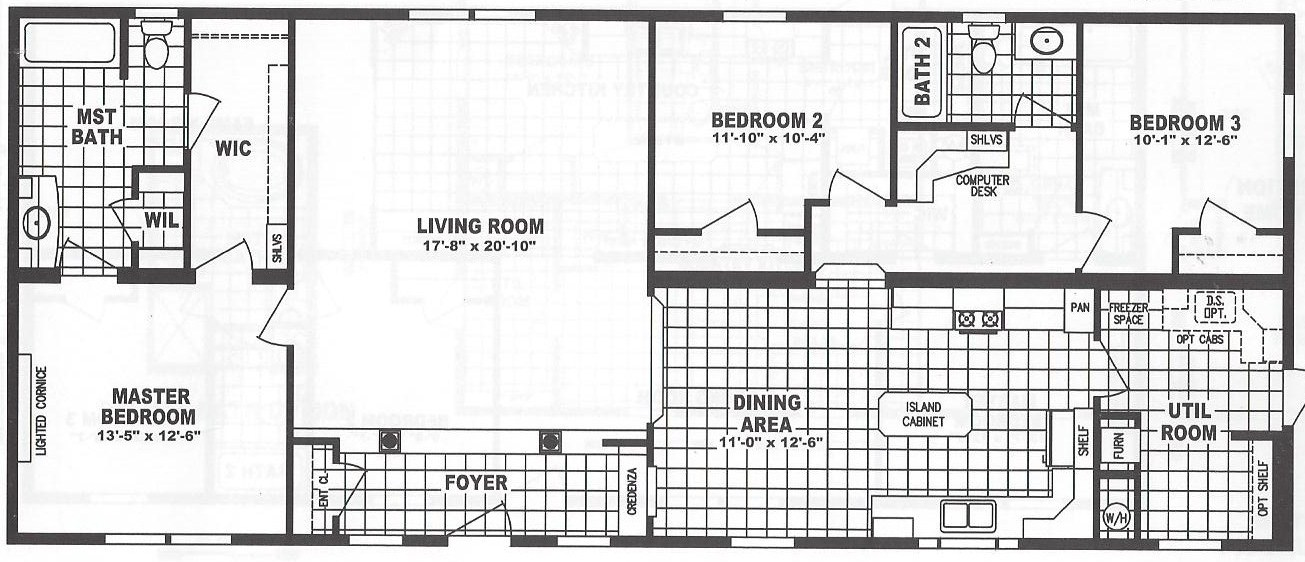 MST
BATH
WIC
WIL
SHLVS
LIVING ROOM
17'-8" x 20'-10"
BEDROOM 2
11'-10" x 10'-4"
BATH 2
SHLVS
COMPUTER
DESK
BEDROOM 3
10'-1" x 12'-6"
LIGHTED CORNICE
MASTER
BEDROOM
13'-5" x 12'-6"
ENT CL
FOYER
CREDENZA
DINING
AREA
11'-0" x 12'-6"
ISLAND
CABINET
PAN
SHELF
FREEZER
SPACE
D.S.
OPT.
OPT CABS
UTIL
ROOM
FURN
W/H
OPT SHELF